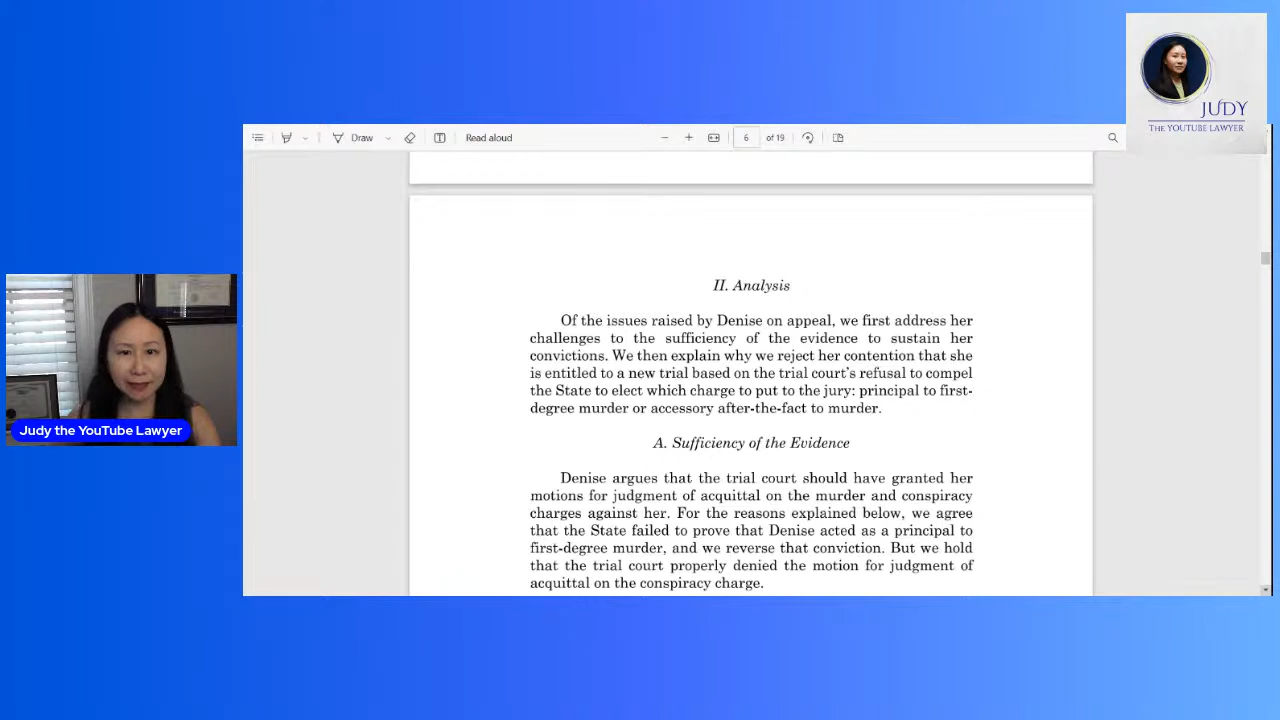 JUDY
THE YOUTUBE LAWYER
Draw
Read aloud
6
of 19
II. Analysis
Of the issues raised by Denise on appeal, we first address her
challenges to the sufficiency of the evidence to sustain her
convictions. We then explain why we reject her contention that she
is entitled to a new trial based on the trial court's refusal to compel
the State to elect which charge to put to the jury: principal to first-
degree murder or accessory after-the-fact to murder.
A. Sufficiency of the Evidence
Denise argues that the trial court should have granted her
motions for judgment of acquittal on the murder and conspiracy
charges against her. For the reasons explained below, we agree
that the State failed to prove that Denise acted as a principal to
first-degree murder, and we reverse that conviction. But we hold
that the trial court properly denied the motion for judgment of
acquittal on the conspiracy charge.
Judy the YouTube Lawyer